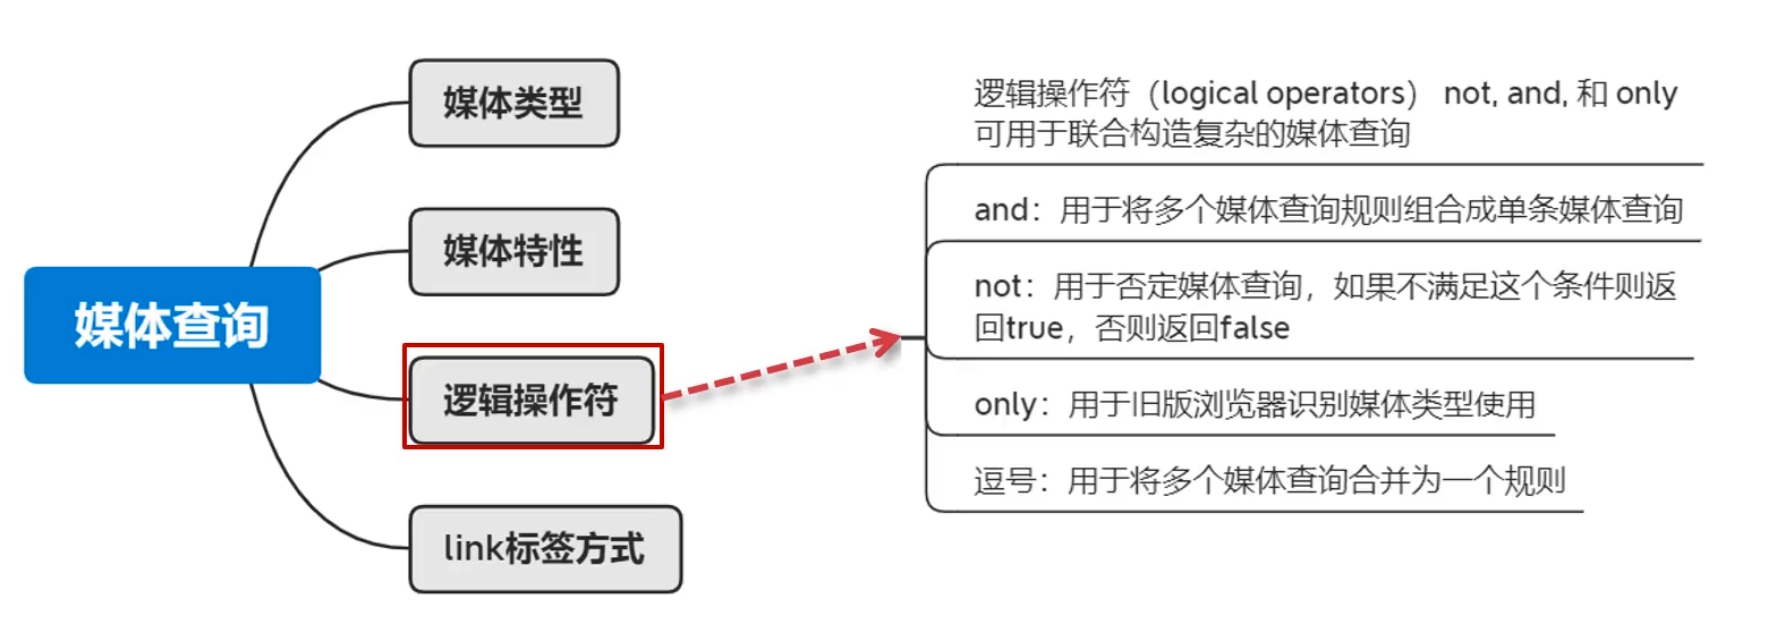 媒体查询
媒体类型
媒体特性
逻辑操作符
link标签方式
逻辑操作符（logical operators） not, and, 和 only
可用于联合构造复杂的媒体查询
and：用于将多个媒体查询规则组合成单条媒体查询
not：用于否定媒体查询，如果不满足这个条件则返
回true，否则返回false
only：用于旧版浏览器识别媒体类型使用
逗号：用于将多个媒体查询合并为一个规则